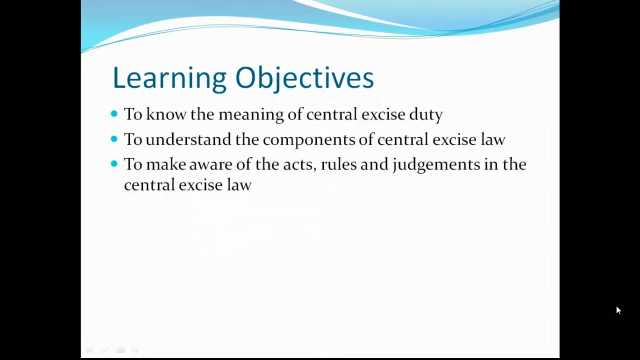 Learning Objectives
To know the meaning of central excise duty
To understand the components of central excise law
To make aware of the acts, rules and judgements in the
central excise law